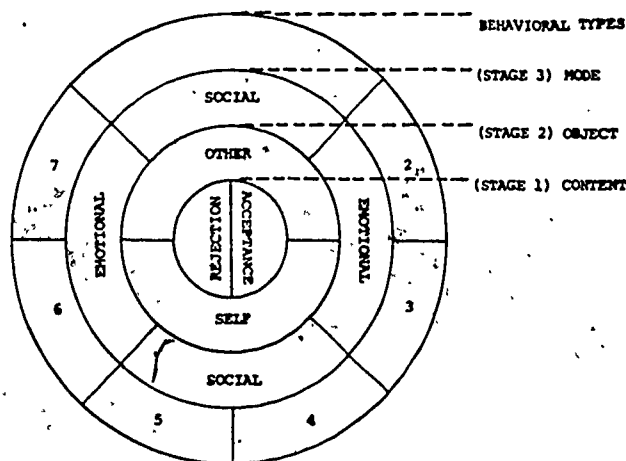 BEHAVIORAL TYPES
(STAGE 3) MODE
SOCIAL
(STAGE 2) OBJECT
OTHER
7
2
(STAGE 1) CONTENT
EMOTIONAL
REJECTION
ACCEPTANCE
EMOTIONAL
6
3
SELF
SOCIAL
5
4